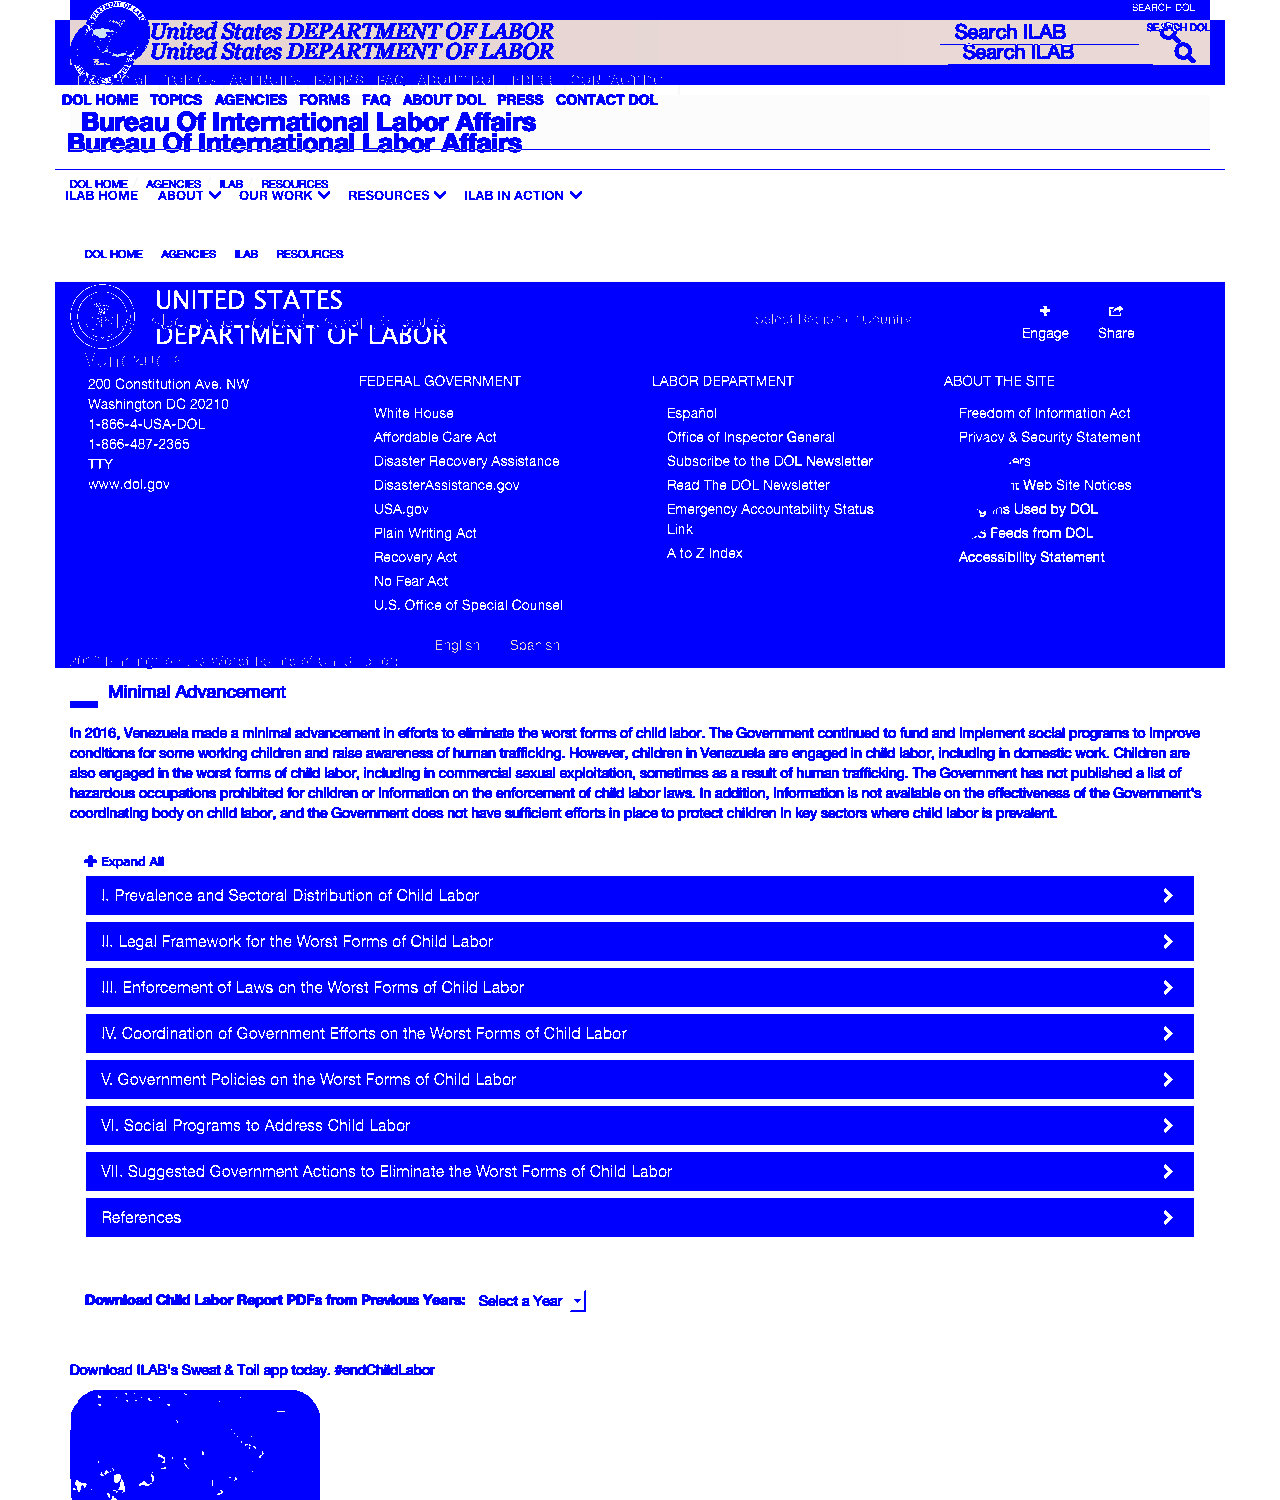 SEARCH DOL
United States DEPARTMENT OF LABOR
Search ILAB
SEARCH DOL
United States DEPARTMENT OF LABOR
Search ILAB
DOL HOME TOPICS AGENCIES FORMS FAQ ABOUT DOL PRESS CONTACT DOL
Bureau Of International Labor Affairs
Bureau Of International Labor Affairs
DOL HOME AGENCIES ILAB RESOURCES
ILAB HOME ABOUT OUR WORK RESOURCES ILAB IN ACTION
DOL HOME AGENCIES ILAB RESOURCES
UNITED STATES
DEPARTMENT OF LABOR
Select Region or Country
Engage Share
Venezuela
200 Constitution Ave. NW
Washington DC 20210
1-866-4-USA-DOL
1-866-487-2365
TTY
www.dol.gov
FEDERAL GOVERNMENT
White House
Affordable Care Act
Disaster Recovery Assistance
DisasterAssistance.gov
USA.gov
Plain Writing Act
Recovery Act
No Fear Act
U.S. Office of Special Counsel
LABOR DEPARTMENT
Español
Office of Inspector General
Subscribe to the DOL Newsletter
Read The DOL Newsletter
Emergency Accountability Status
Link
A to Z Index
ABOUT THE SITE
Freedom of Information Act
Privacy & Security Statement
Web Site Notices
Used by DOL
Feeds from DOL
Accessibility Statement
English Spanish
Minimal Advancement
In 2016, Venezuela made a minimal advancement in efforts to eliminate the worst forms of child labor. The Government continued to fund and implement social programs to improve
conditions for some working children and raise awareness of human trafficking. However, children in Venezuela are engaged in child labor, including in domestic work. Children are
also engaged in the worst forms of child labor, including in commercial sexual exploitation, sometimes as a result of human trafficking. The Government has not published a list of
hazardous occupations prohibited for children or information on the enforcement of child labor laws. In addition, information is not available on the effectiveness of the Government's
coordinating body on child labor, and the Government does not have sufficient efforts in place to protect children in key sectors where child labor is prevalent.
Expand All
I. Prevalence and Sectoral Distribution of Child Labor
II. Legal Framework for the Worst Forms of Child Labor
III. Enforcement of Laws on the Worst Forms of Child Labor
IV. Coordination of Government Efforts on the Worst Forms of Child Labor
V. Government Policies on the Worst Forms of Child Labor
VI. Social Programs to Address Child Labor
VII. Suggested Government Actions to Eliminate the Worst Forms of Child Labor
References
Download Child Labor Report PDFs from Previous Years: Select a Year
Download ILAB's Sweat & Toil app today. #endChildLabor